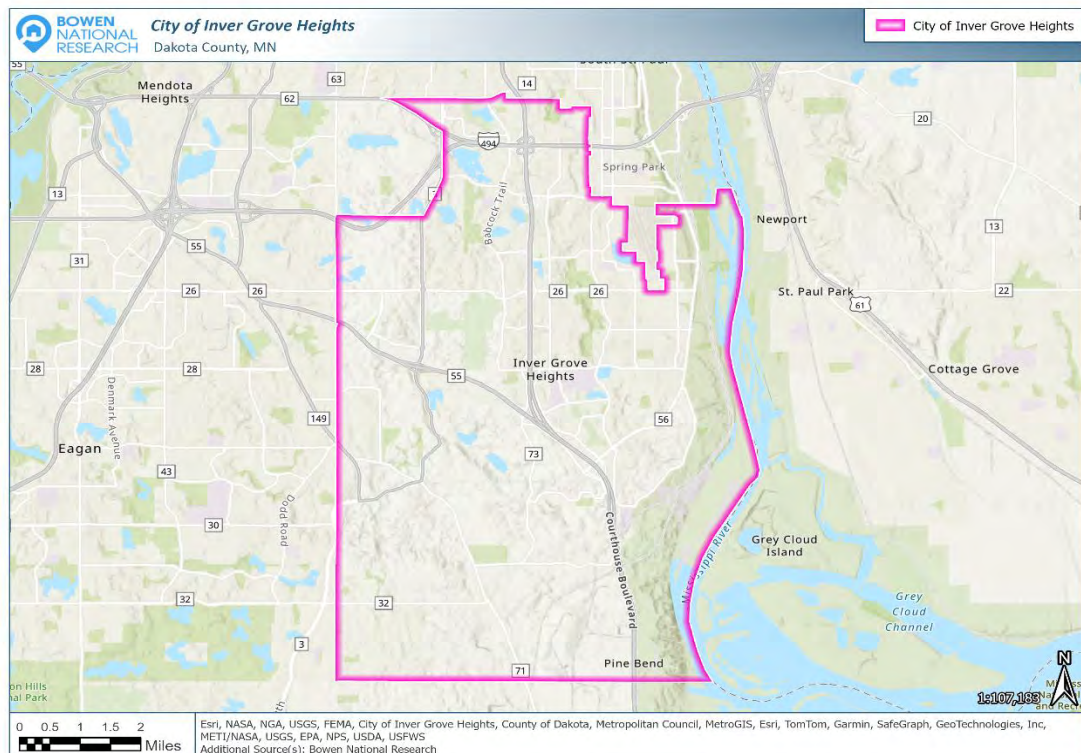 BOWEN
NATIONAL
RESEARCH
City of Inver Grove Heights
Dakota County, MN
City of Inver Grove Heights
55
Mendota
Heights
63
62
14
494
20
Spring Park
13
Babcock Trail
Newport
55
31
13
26
26
26
26
St. Paul Park
22
61
28
28
Inver Grove
Heights
55
Cottage Grove
Denmark Avenue
149
56
Eagan
73
43
Dodd Road
30
Courthouse Boulevard
Mississippi River
Grey Cloud
Island
32
32
Grey
Cloud
Channel
3
71
Pine Bend
N
1:107,183
0 0.5 1 1.5 2
Miles
Esri, NASA, NGA, USGS, FEMA, City of Inver Grove Heights, County of Dakota, Metropolitan Council, MetroGIS, Esri, TomTom, Garmin, SafeGraph, GeoTechnologies, Inc,
METI/NASA, USGS, EPA, NPS, USDA, USFWS
Additional Source(s): Bowen National Research